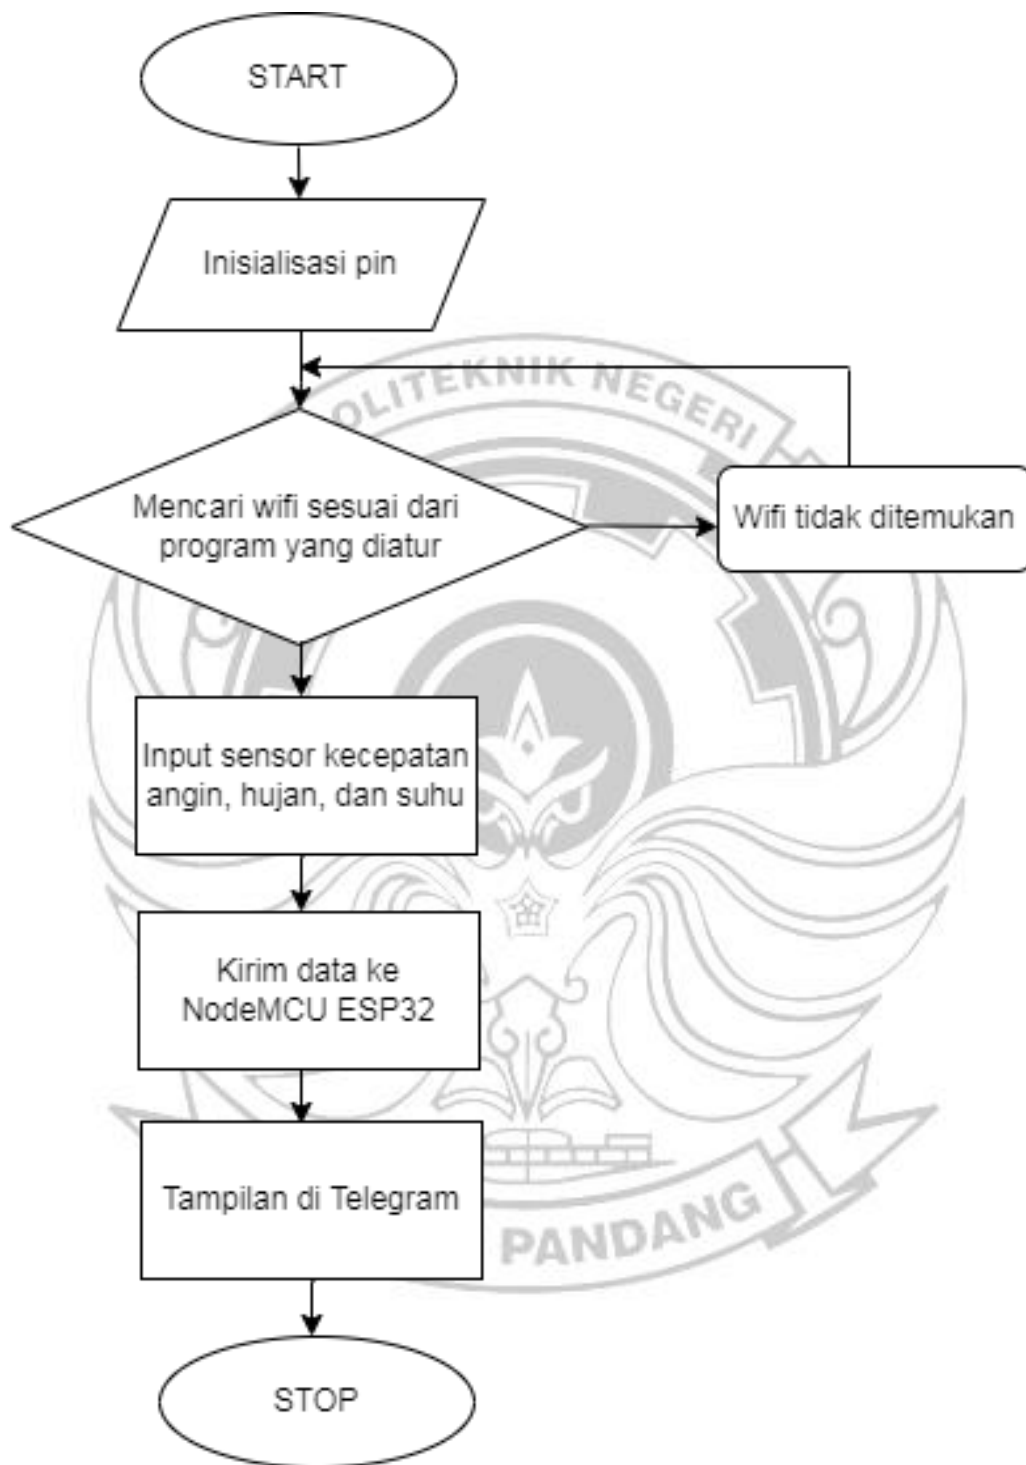 START
Inisialisasi pin
OLITEKNIK NEGERI
Mencari wifi sesuai dari
program yang diatur
Wifi tidak ditemukan
Input sensor kecepatan
angin, hujan, dan suhu
Kirim data ke
NodeMCU ESP32
Tampilan di Telegram
PANDANG
STOP